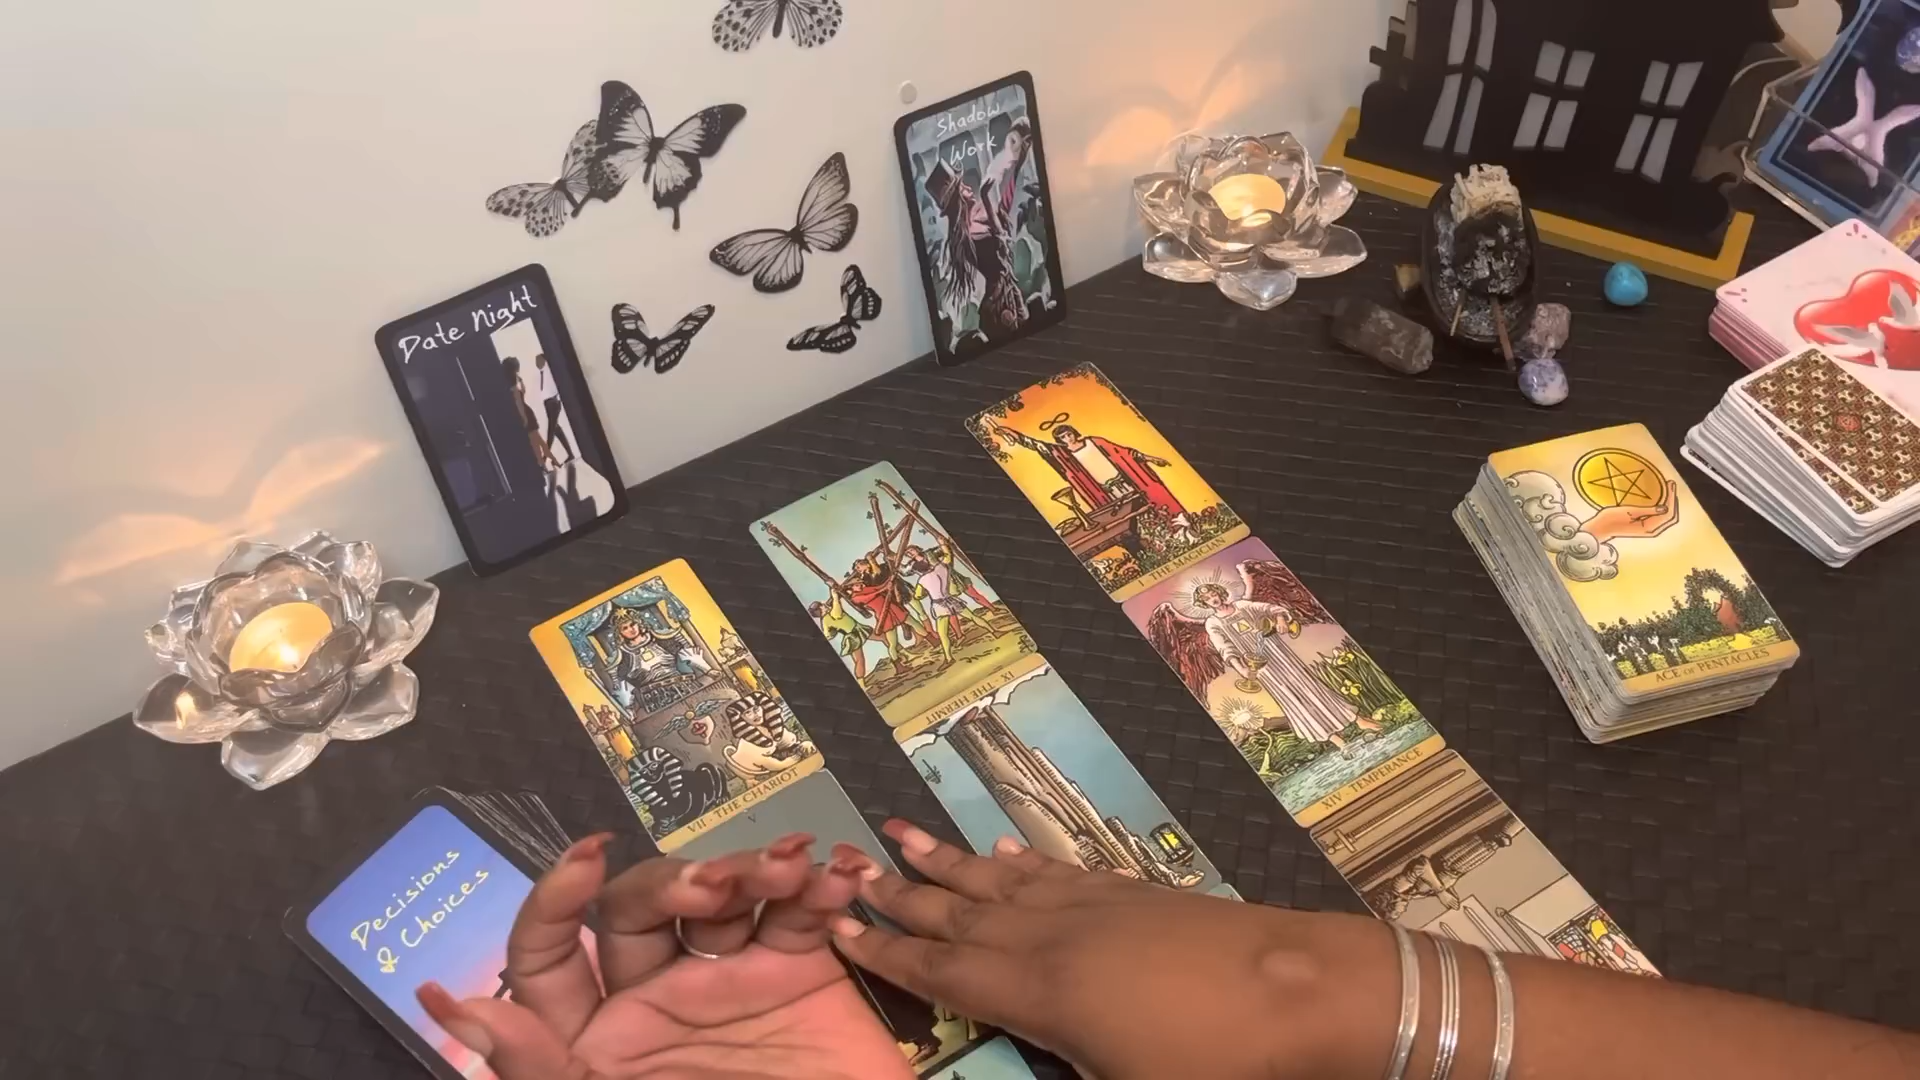 Shadow
Work
Date Night
I THE MAGICIAN
V
IX - THE HERMIT
XIV - TEMPERANCE
ACE OF PENTACLES
VII - THE CHARIOT
V
Decisions
& Choices